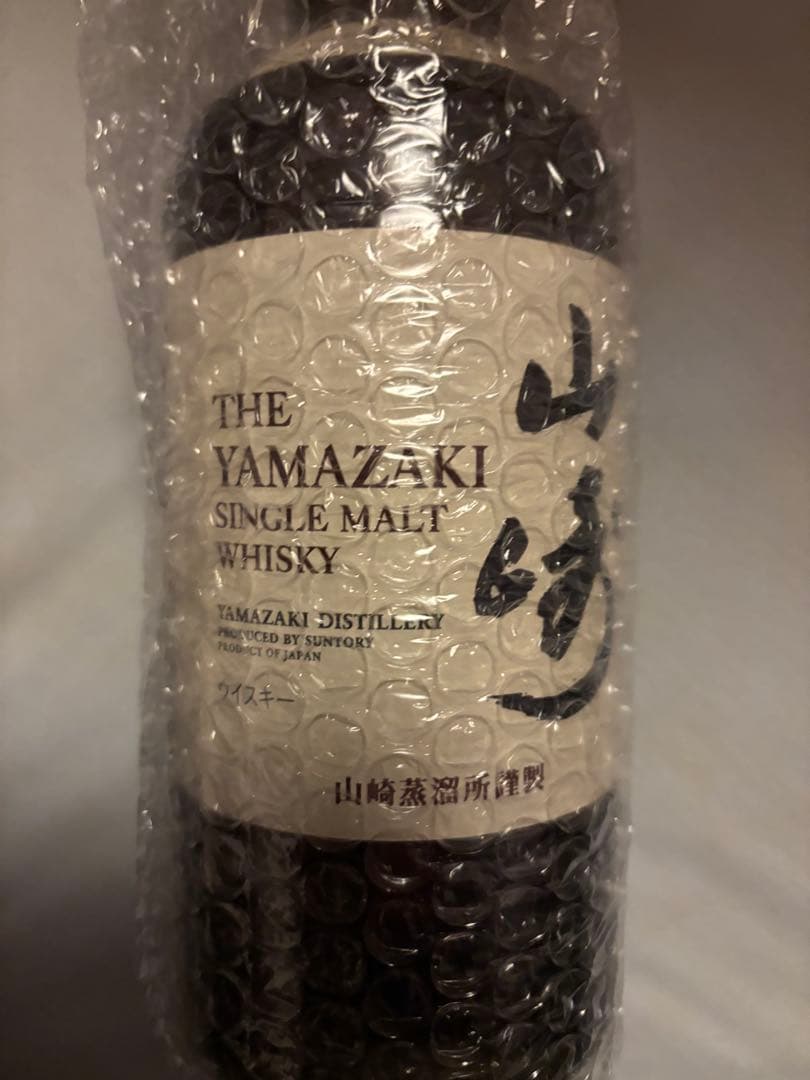 THE
YAMAZAKI
SINGLE MALT
WHISKY
YAMAZAKI DISTILLERY
PRODUCED BY SUNTORY
PRODUCT OF JAPAN
ウイスキー
山崎
山崎蒸溜所謹製